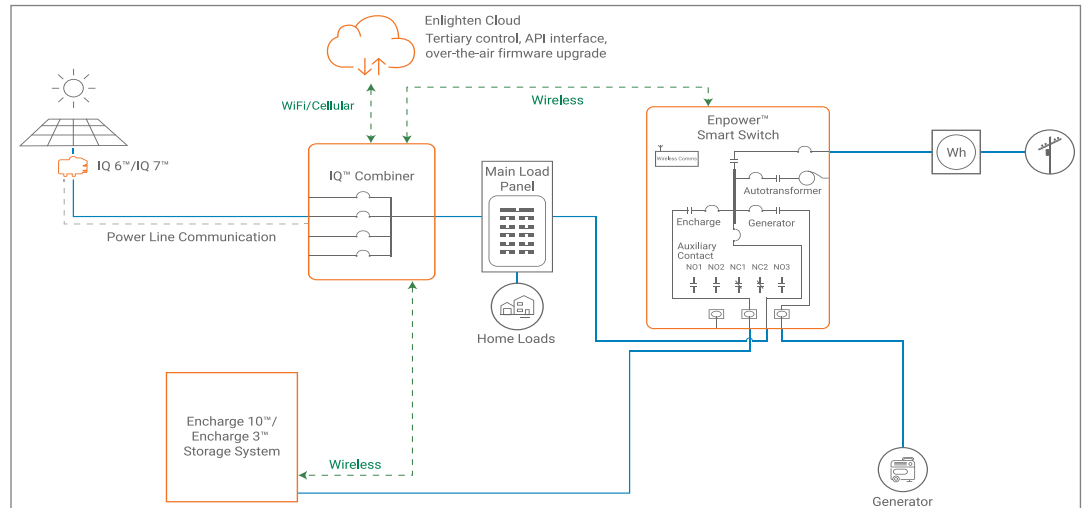 Enlighten Cloud
Tertiary control, API interface,
over-the-air firmware upgrade
WiFi/Cellular
Wireless
Enpower™
Smart Switch
Wireless Comms
Wh
IQ 6™/IQ 7™
IQ™ Combiner
Main Load
Panel
Autotransformer
Encharge
Generator
Power Line Communication
Auxiliary
Contact
NO1 NO2 NC1 NC2 NO3
Home Loads
Encharge 10™/
Encharge 3™
Storage System
Wireless
Generator